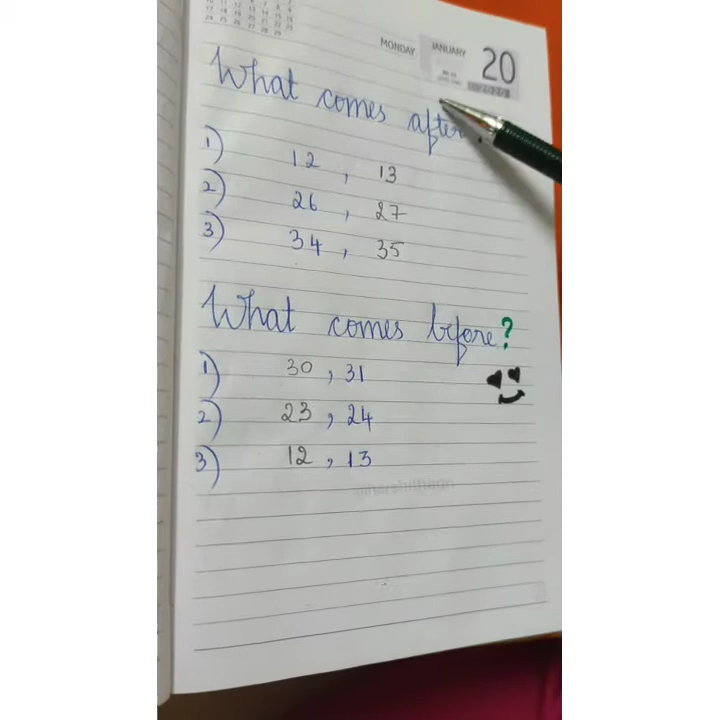 MONDAY JANUARY 20
2020
What comes after?
1) 12 , 13
2) 26 , 27
3) 34 , 35
What comes before?
1) 30 , 31
2) 23 , 24
3) 12 , 13